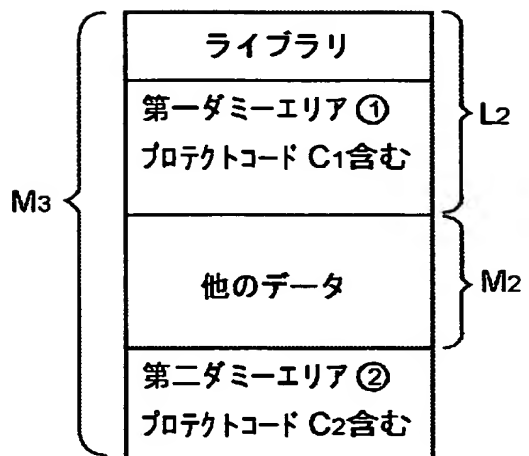 ライブラリ
第一ダミーエリア ①
プロテクトコード C1含む
L2
M3
他のデータ
M2
第二ダミーエリア ②
プロテクトコード C2含む